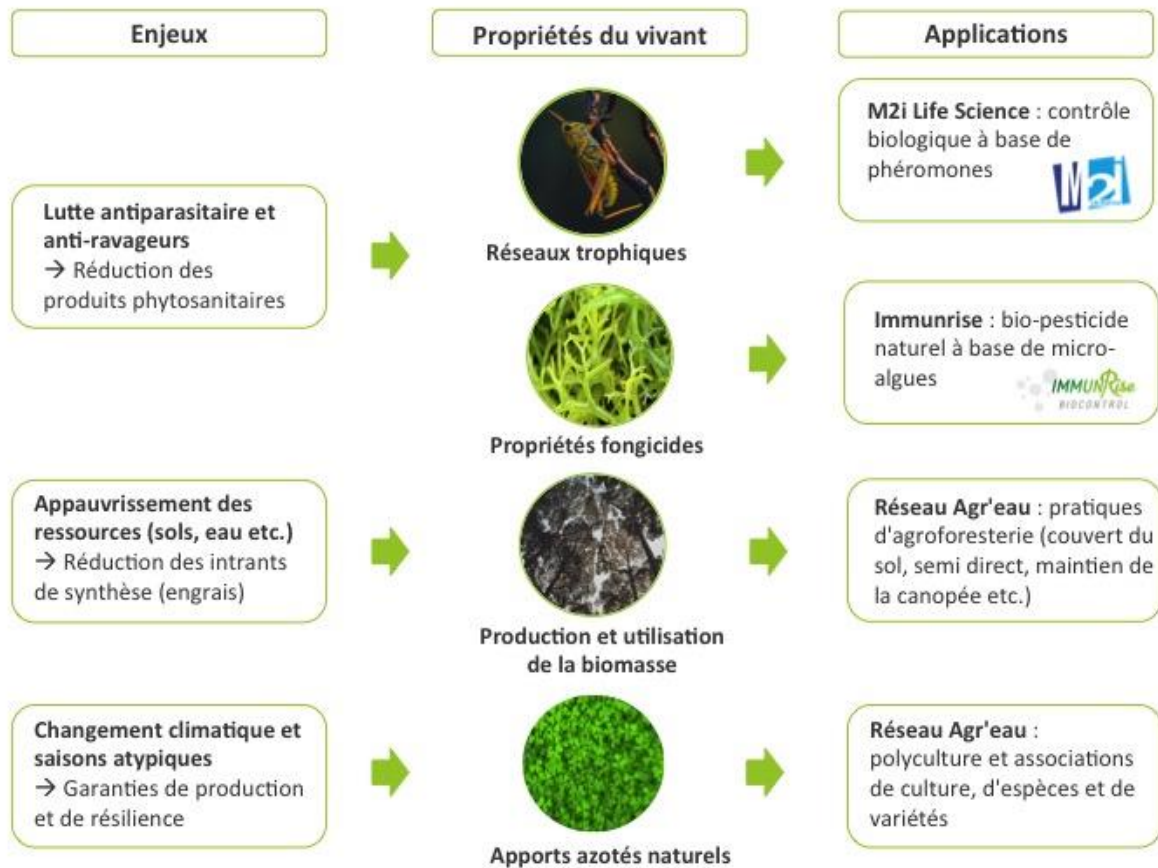 Enjeux
Propriétés du vivant
Applications
Lutte antiparasitaire et
anti-ravageurs
→ Réduction des
produits phytosanitaires
Réseaux trophiques
M2i Life Science : contrôle
biologique à base de
phéromones
M2i
Propriétés fongicides
Immunrise : bio-pesticide
naturel à base de micro-
algues
IMMUNRise
BIOCONTROL
Appauvrissement des
ressources (sols, eau etc.)
→ Réduction des intrants
de synthèse (engrais)
Production et utilisation
de la biomasse
Réseau Agr'eau : pratiques
d'agroforesterie (couvert du
sol, semi direct, maintien de
la canopée etc.)
Changement climatique et
saisons atypiques
→ Garanties de production
et de résilience
Apports azotés naturels
Réseau Agr'eau :
polyculture et associations
de culture, d'espèces et de
variétés